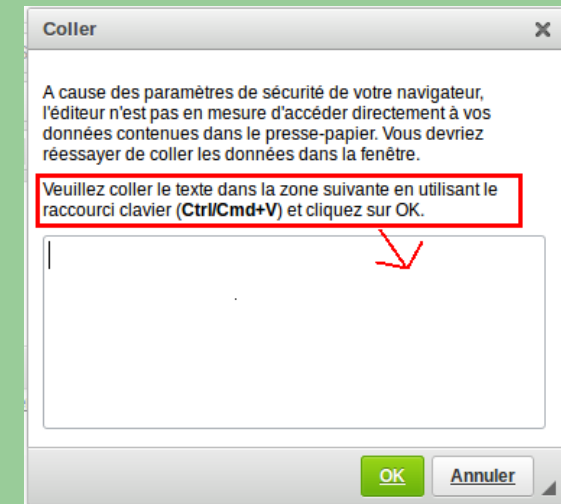 Coller
A cause des paramètres de sécurité de votre navigateur,
l'éditeur n'est pas en mesure d'accéder directement à vos
données contenues dans le presse-papier. Vous devriez
réessayer de coller les données dans la fenêtre.
Veuillez coller le texte dans la zone suivante en utilisant le
raccourci clavier (Ctrl/Cmd+V) et cliquez sur OK.
OK Annuler